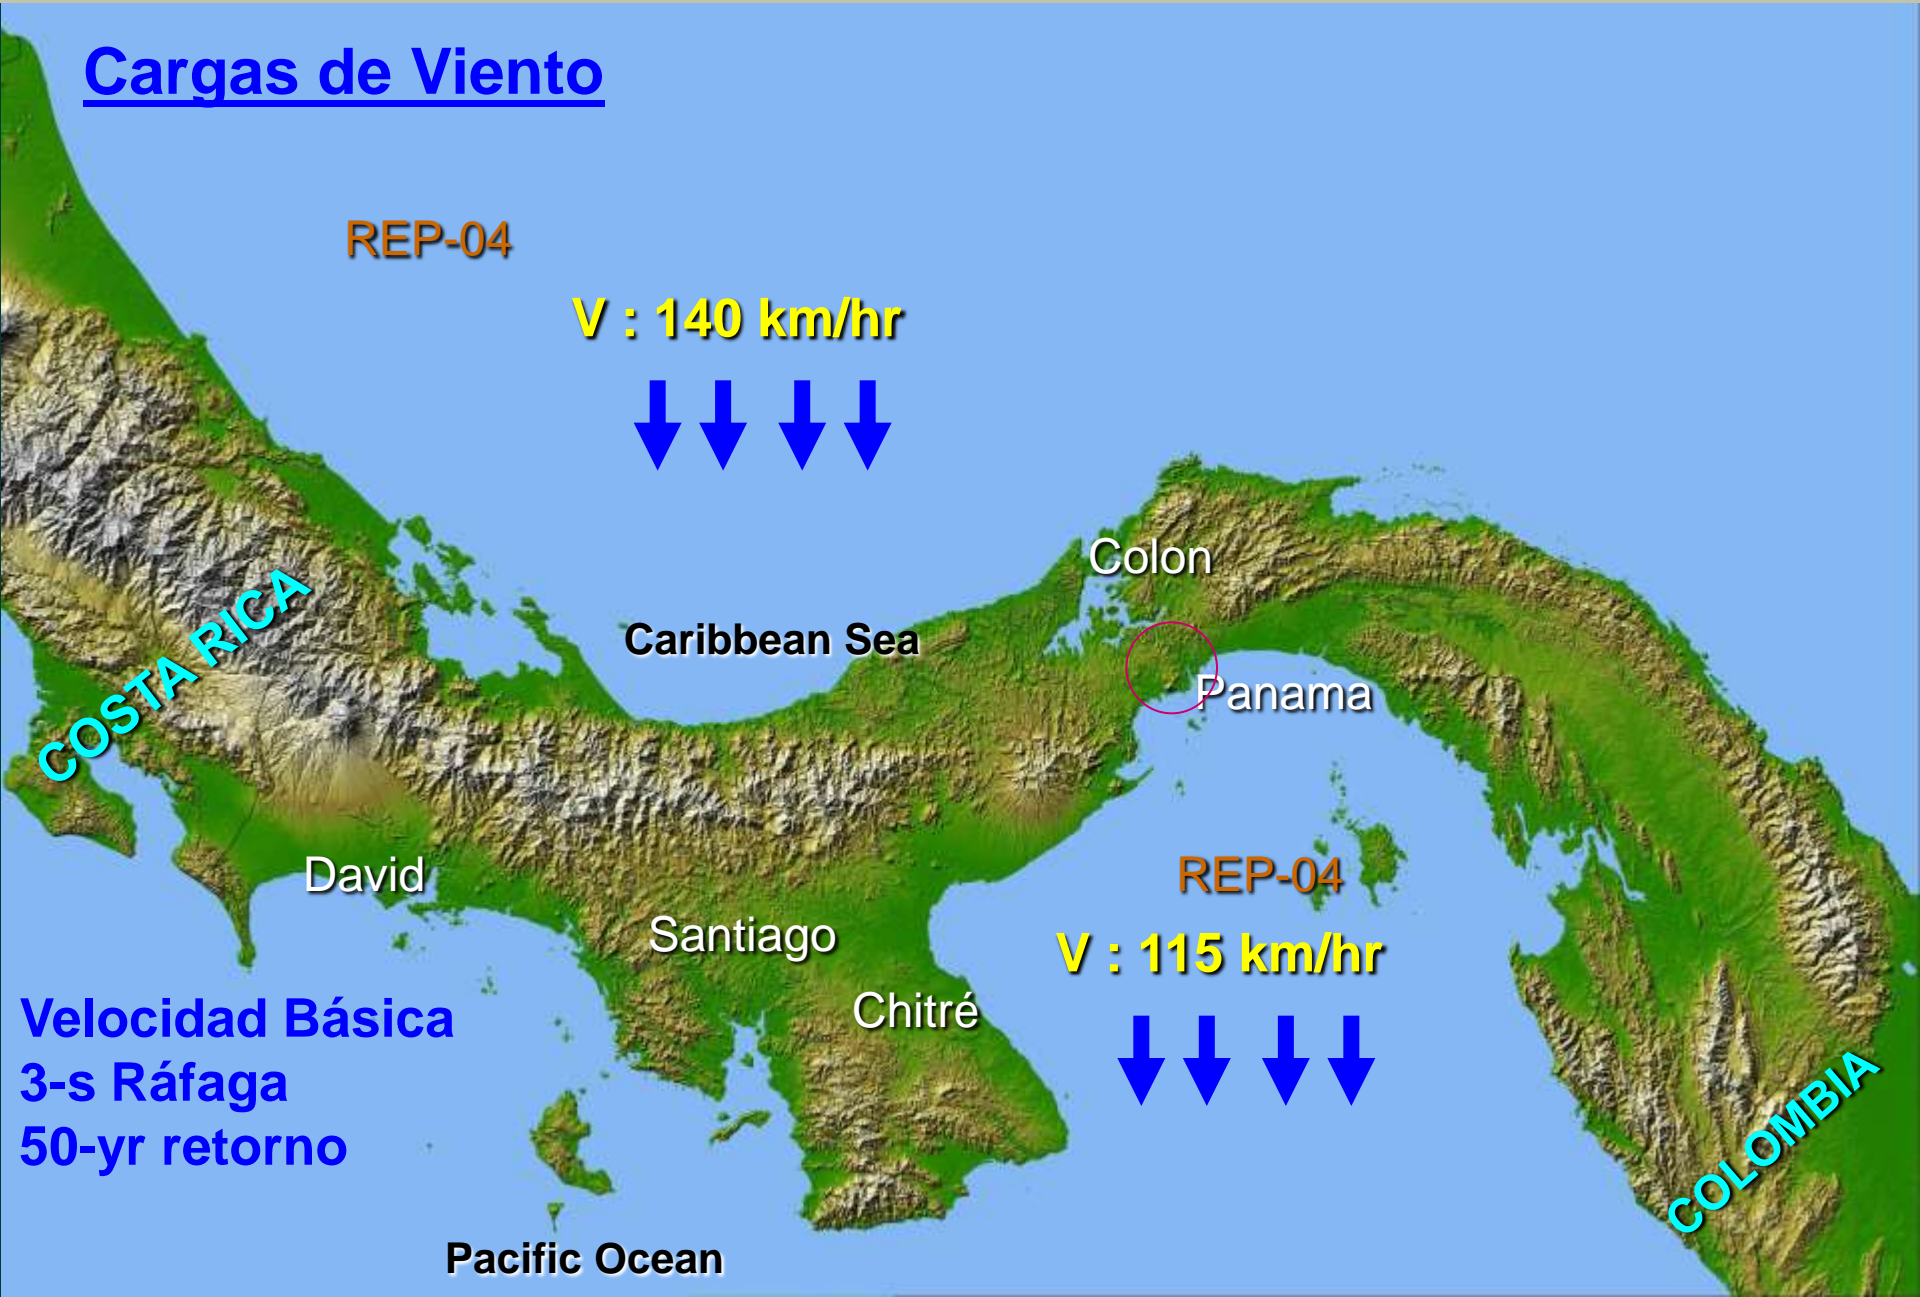 Cargas de Viento
REP-04
V : 140 km/hr
Colon
COSTA RICA
Caribbean Sea
Panama
David
REP-04
Santiago
V : 115 km/hr
Chitré
Velocidad Básica
3-s Ráfaga
50-yr retorno
COLOMBIA
Pacific Ocean